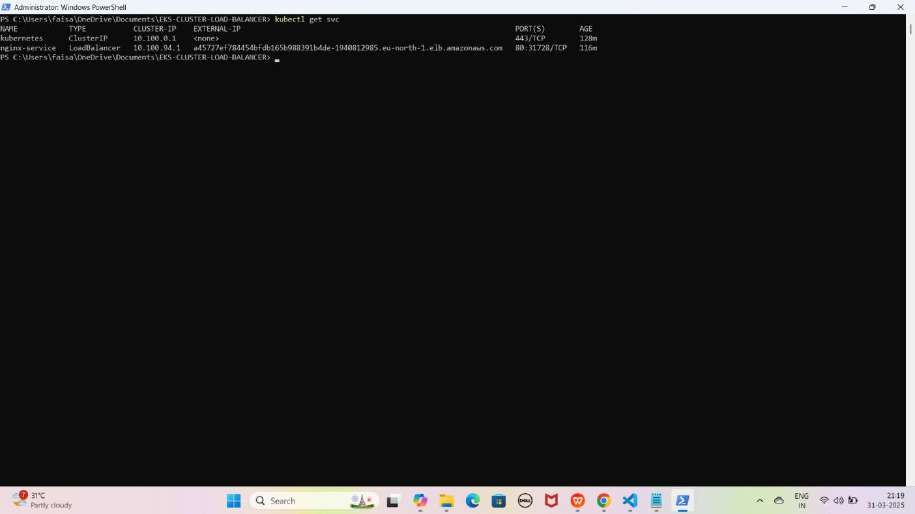 Administrator: Windows PowerShell
PS C:\Users\faisa\OneDrive\Documents\EKS-CLUSTER-LOAD-BALANCER> kubectl get svc
NAME TYPE CLUSTER-IP EXTERNAL-IP PORT(S) AGE
kubernetes ClusterIP 10.100.0.1 <none> 443/TCP 128m
nginx-service LoadBalancer 10.100.94.1 a45727ef784454bfdb165b988391b4de-1940812985.eu-north-1.elb.amazonaws.com 80:31728/TCP 116m
PS C:\Users\faisa\OneDrive\Documents\EKS-CLUSTER-LOAD-BALANCER>
7
31°C
Partly cloudy
Search
DELL
ENG
IN
21:19
31-03-2025